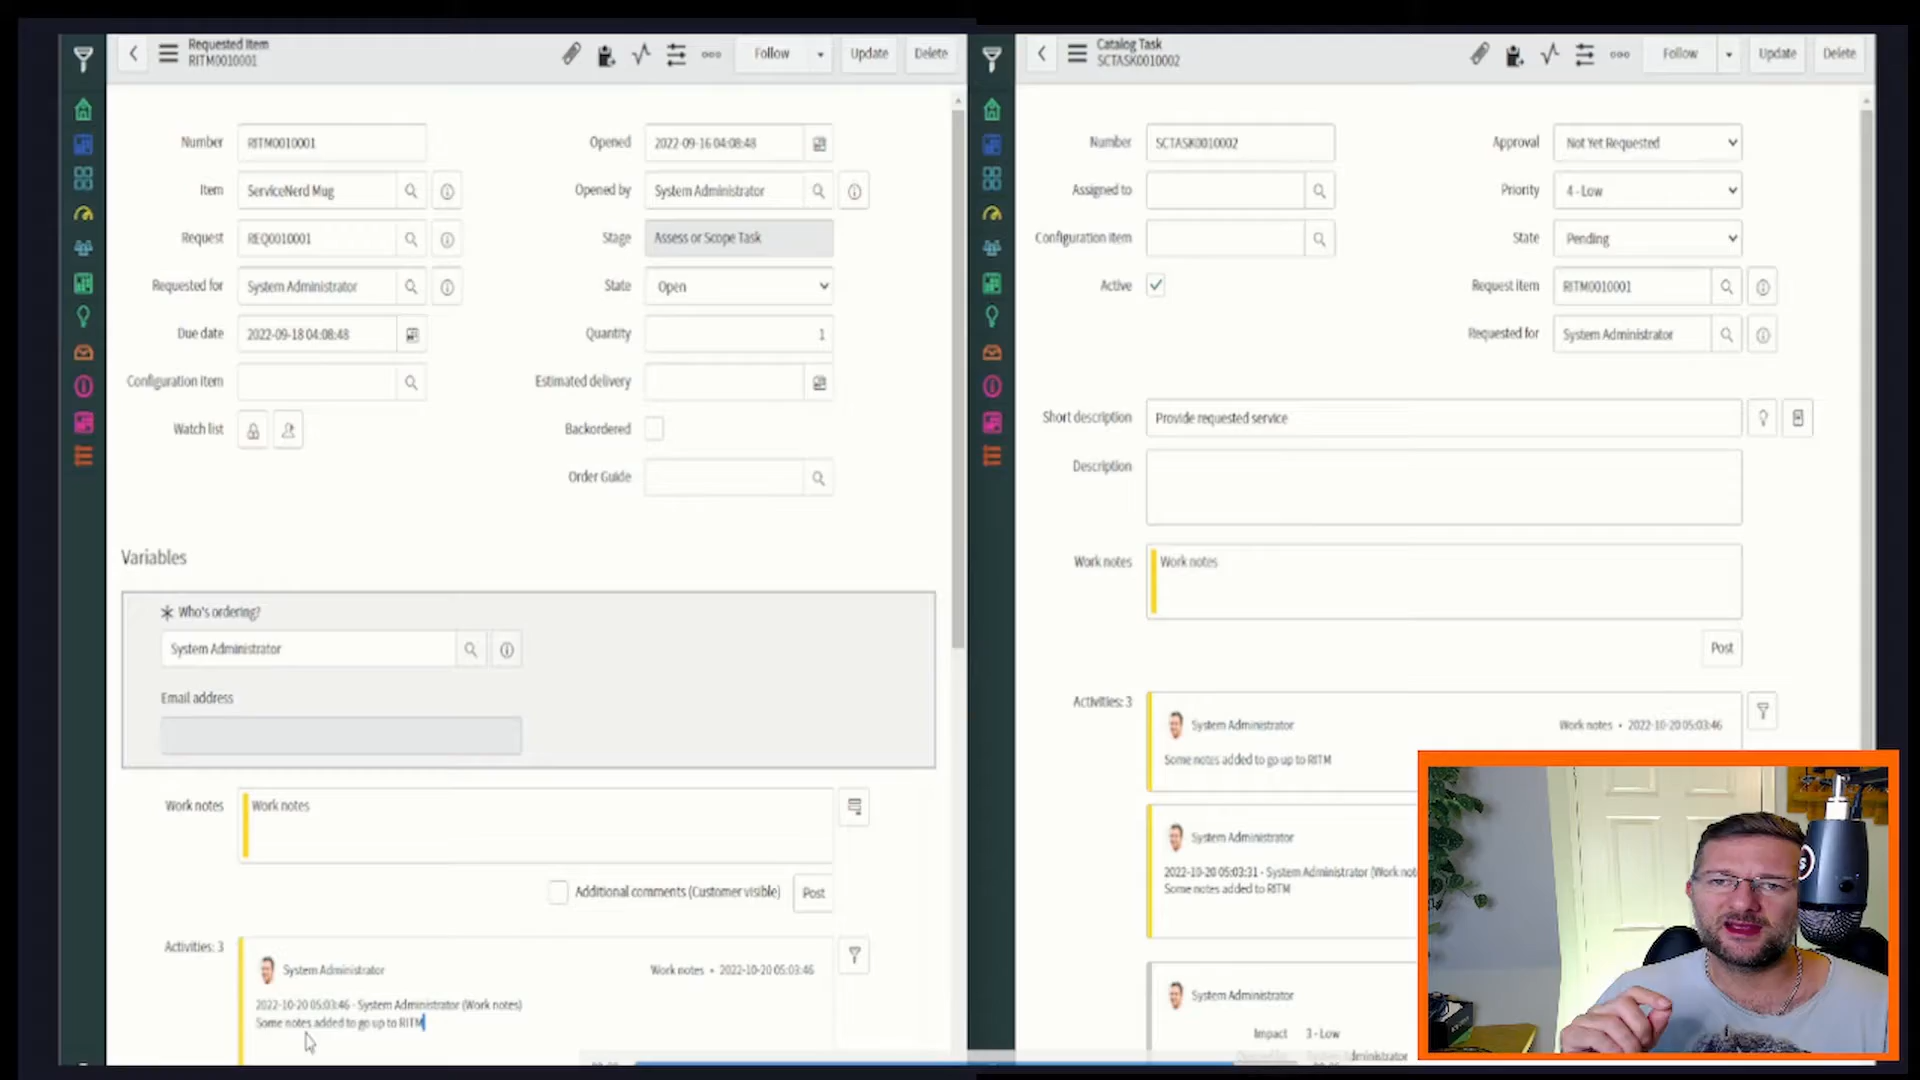 Requested Item
RITM0010001
Follow
Update
Delete
Number
RITM0010001
Opened
2022-09-16 04:08:48
Item
ServiceNerd Mug
Opened by
System Administrator
Request
REQ0010001
Stage
Assess or Scope Task
Requested for
System Administrator
State
Open
Due date
2022-09-18 04:08:48
Quantity
1
Configuration item
Estimated delivery
Watch list
Backordered
Order Guide
Variables
Who's ordering?
System Administrator
Email address
Work notes
Work notes
Additional comments (Customer visible)
Post
Activities: 3
System Administrator
Work notes • 2022-10-20 05:03:46
2022-10-20 05:03:46 - System Administrator (Work notes)
Some notes added to go up to RITM
Catalog Task
SCTASK0010002
Follow
Update
Delete
Number
SCTASK0010002
Approval
Not Yet Requested
Assigned to
Priority
4 - Low
Configuration item
State
Pending
Active
Request item
RITM0010001
Requested for
System Administrator
Short description
Provide requested service
Description
Work notes
Work notes
Post
Activities: 3
System Administrator
Work notes • 2022-10-20 05:03:46
Some notes added to go up to RITM
System Administrator
2022-10-20 05:03:31 - System Administrator (Work not
Some notes added to RITM
System Administrator
Impact
3 - Low
Administrator